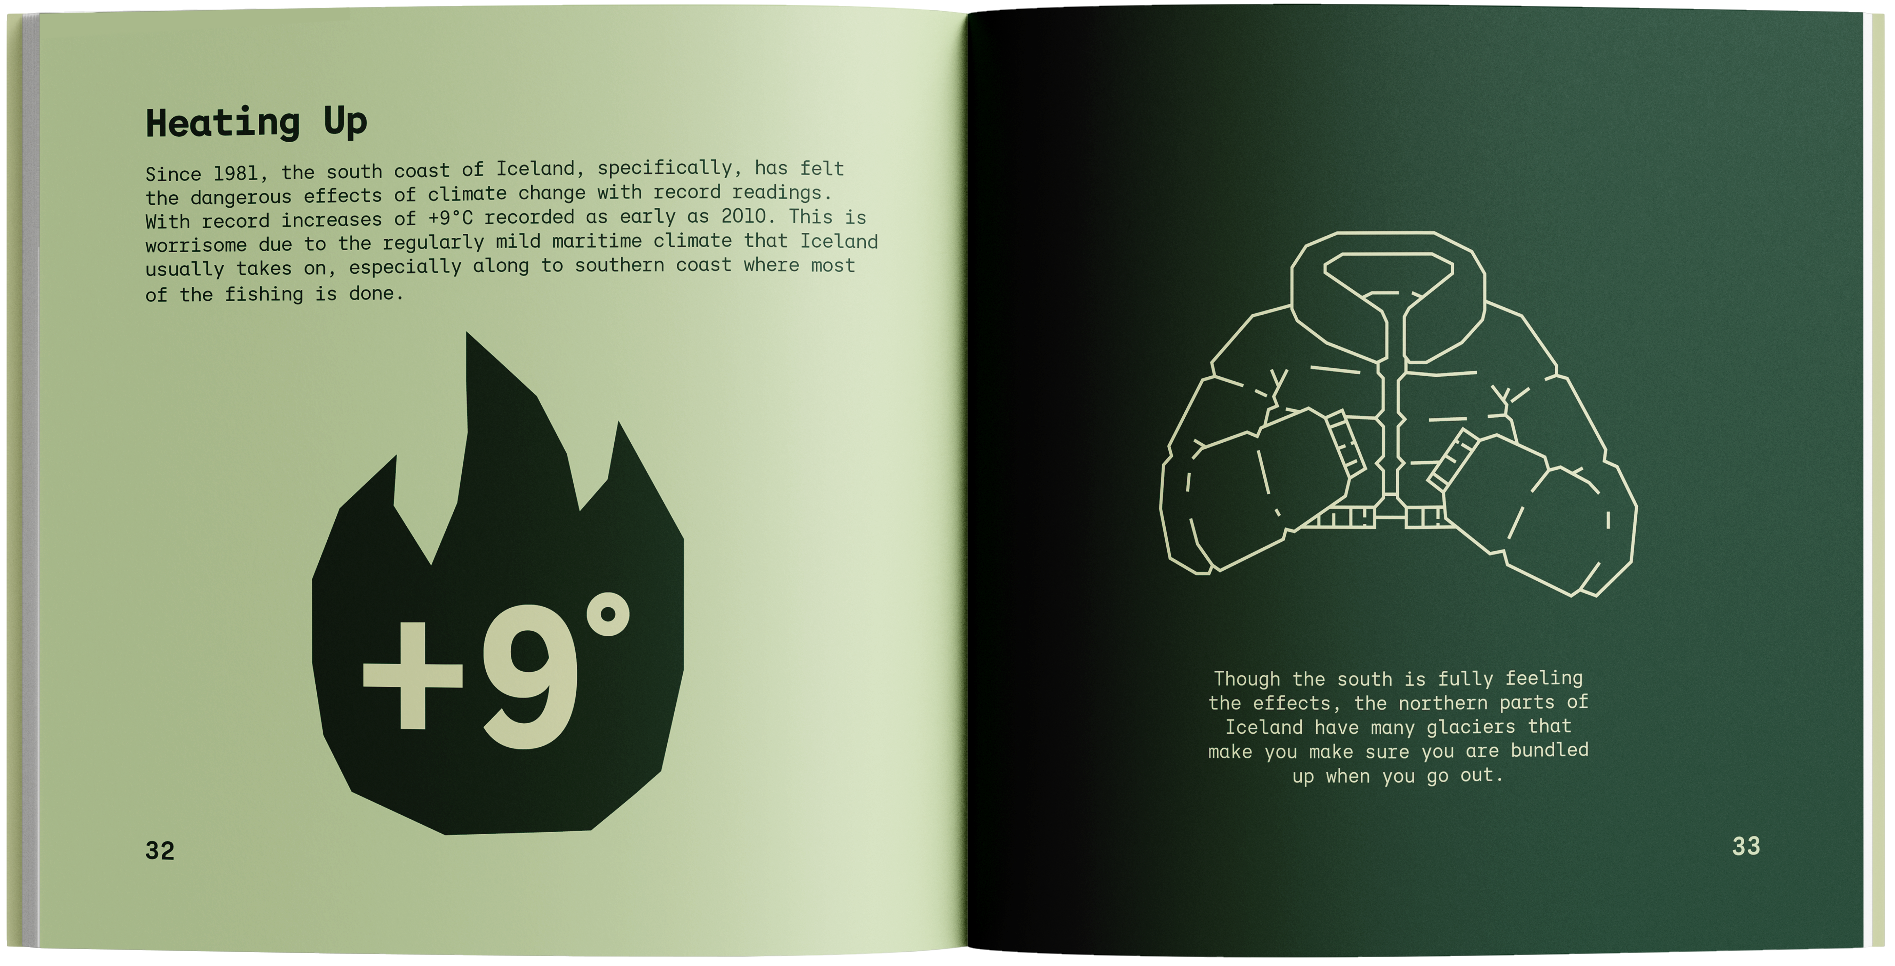 Heating Up
Since 1981, the south coast of Iceland, specifically, has felt
the dangerous effects of climate change with record readings.
With record increases of +9°C recorded as early as 2010. This is
worrisome due to the regularly mild maritime climate that Iceland
usually takes on, especially along to southern coast where most
of the fishing is done.
+9°
32
Though the south is fully feeling
the effects, the northern parts of
Iceland have many glaciers that
make you make sure you are bundled
up when you go out.
33